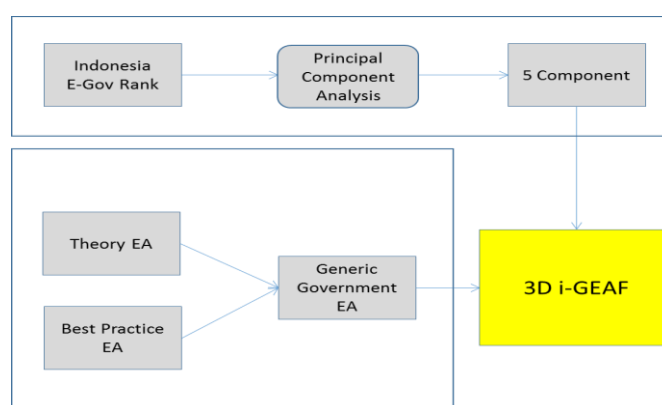 Indonesia
E-Gov Rank
Principal
Component
Analysis
5 Component
Theory EA
Best Practice
EA
Generic
Government
EA
3D i-GEAF